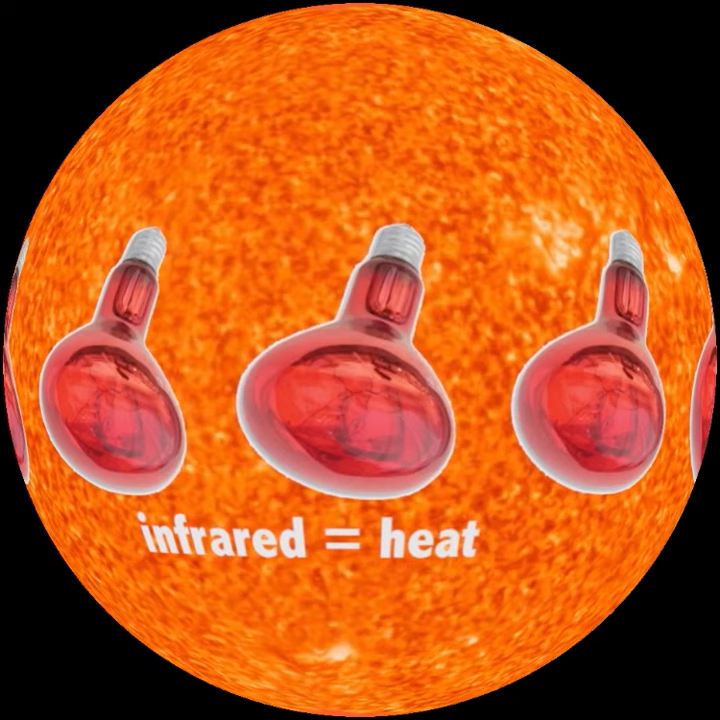 infrared = heat